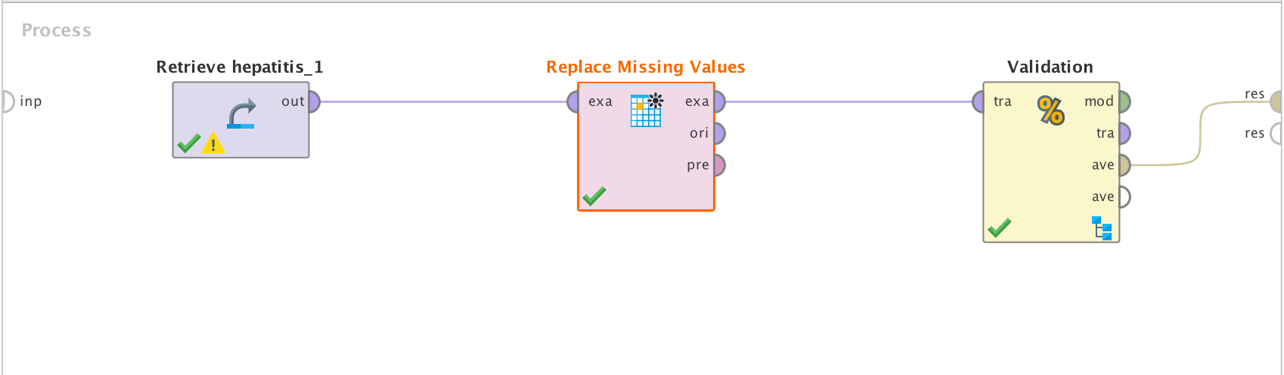 Process
Retrieve hepatitis_1
Replace Missing Values
Validation
inp
out
exa
exa
ori
pre
tra
mod
tra
ave
ave
res
res